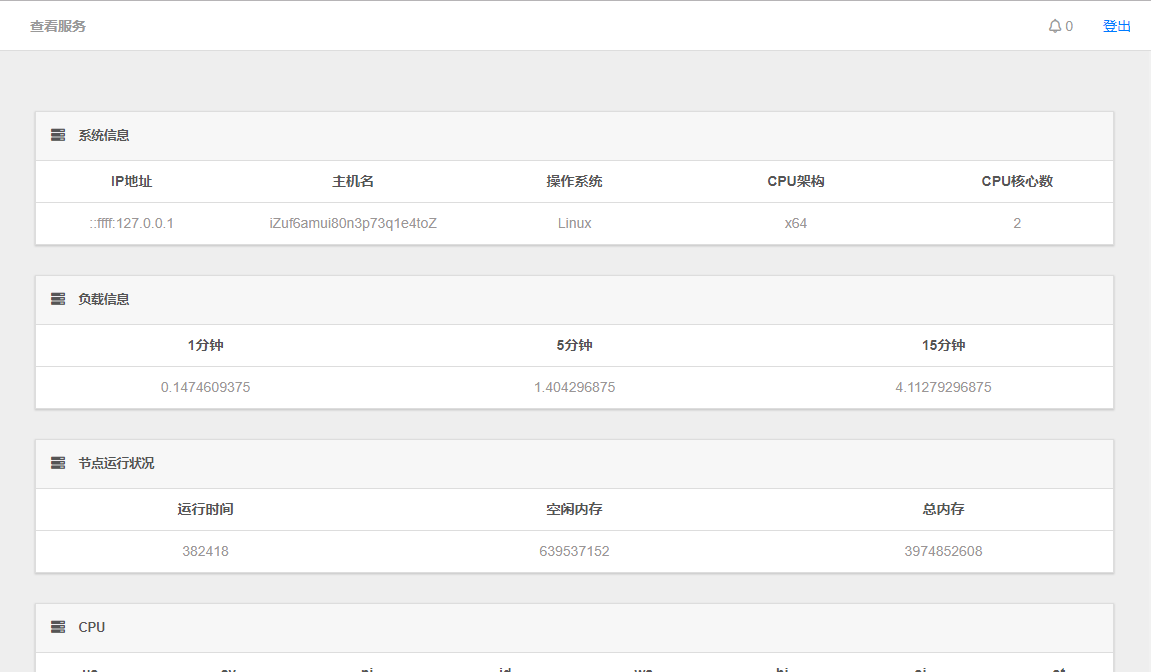 查看服务 0 登出
系统信息
IP地址 主机名 操作系统 CPU架构 CPU核心数
::ffff:127.0.0.1 iZuf6amui80n3p73q1e4toZ Linux x64 2
负载信息
1分钟 5分钟 15分钟
0.1474609375 1.404296875 4.11279296875
节点运行状况
运行时间 空闲内存 总内存
382418 639537152 3974852608
CPU